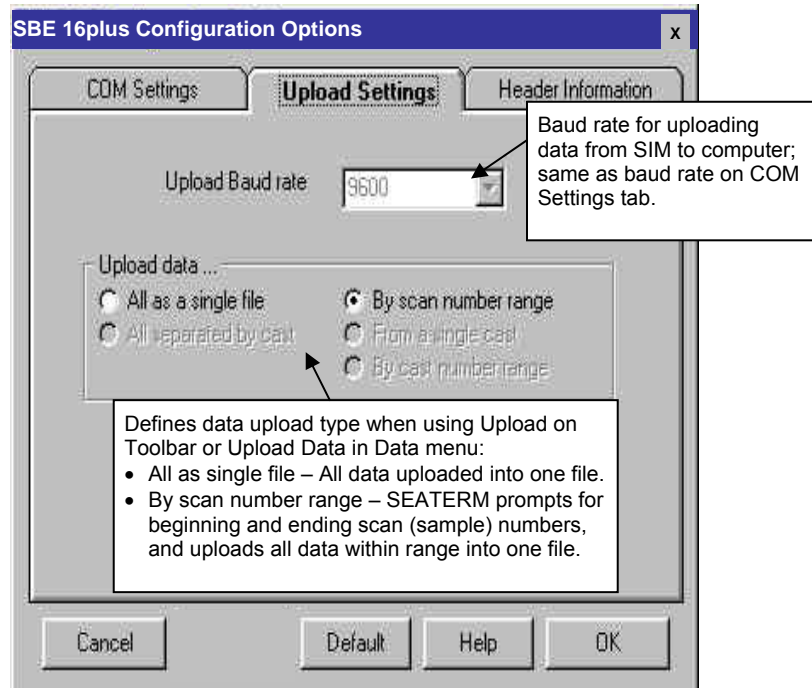 SBE 16plus Configuration Options
x
COM Settings
Upload Settings
Header Information
Baud rate for uploading
data from SIM to computer;
same as baud rate on COM
Settings tab.
Upload Baud rate
9600
Upload data ...
All as a single file
By scan number range
All separated by cast
From a single cast
By cast number range
Defines data upload type when using Upload on
Toolbar or Upload Data in Data menu:
• All as single file – All data uploaded into one file.
• By scan number range – SEATERM prompts for
beginning and ending scan (sample) numbers,
and uploads all data within range into one file.
Cancel
Default
Help
OK